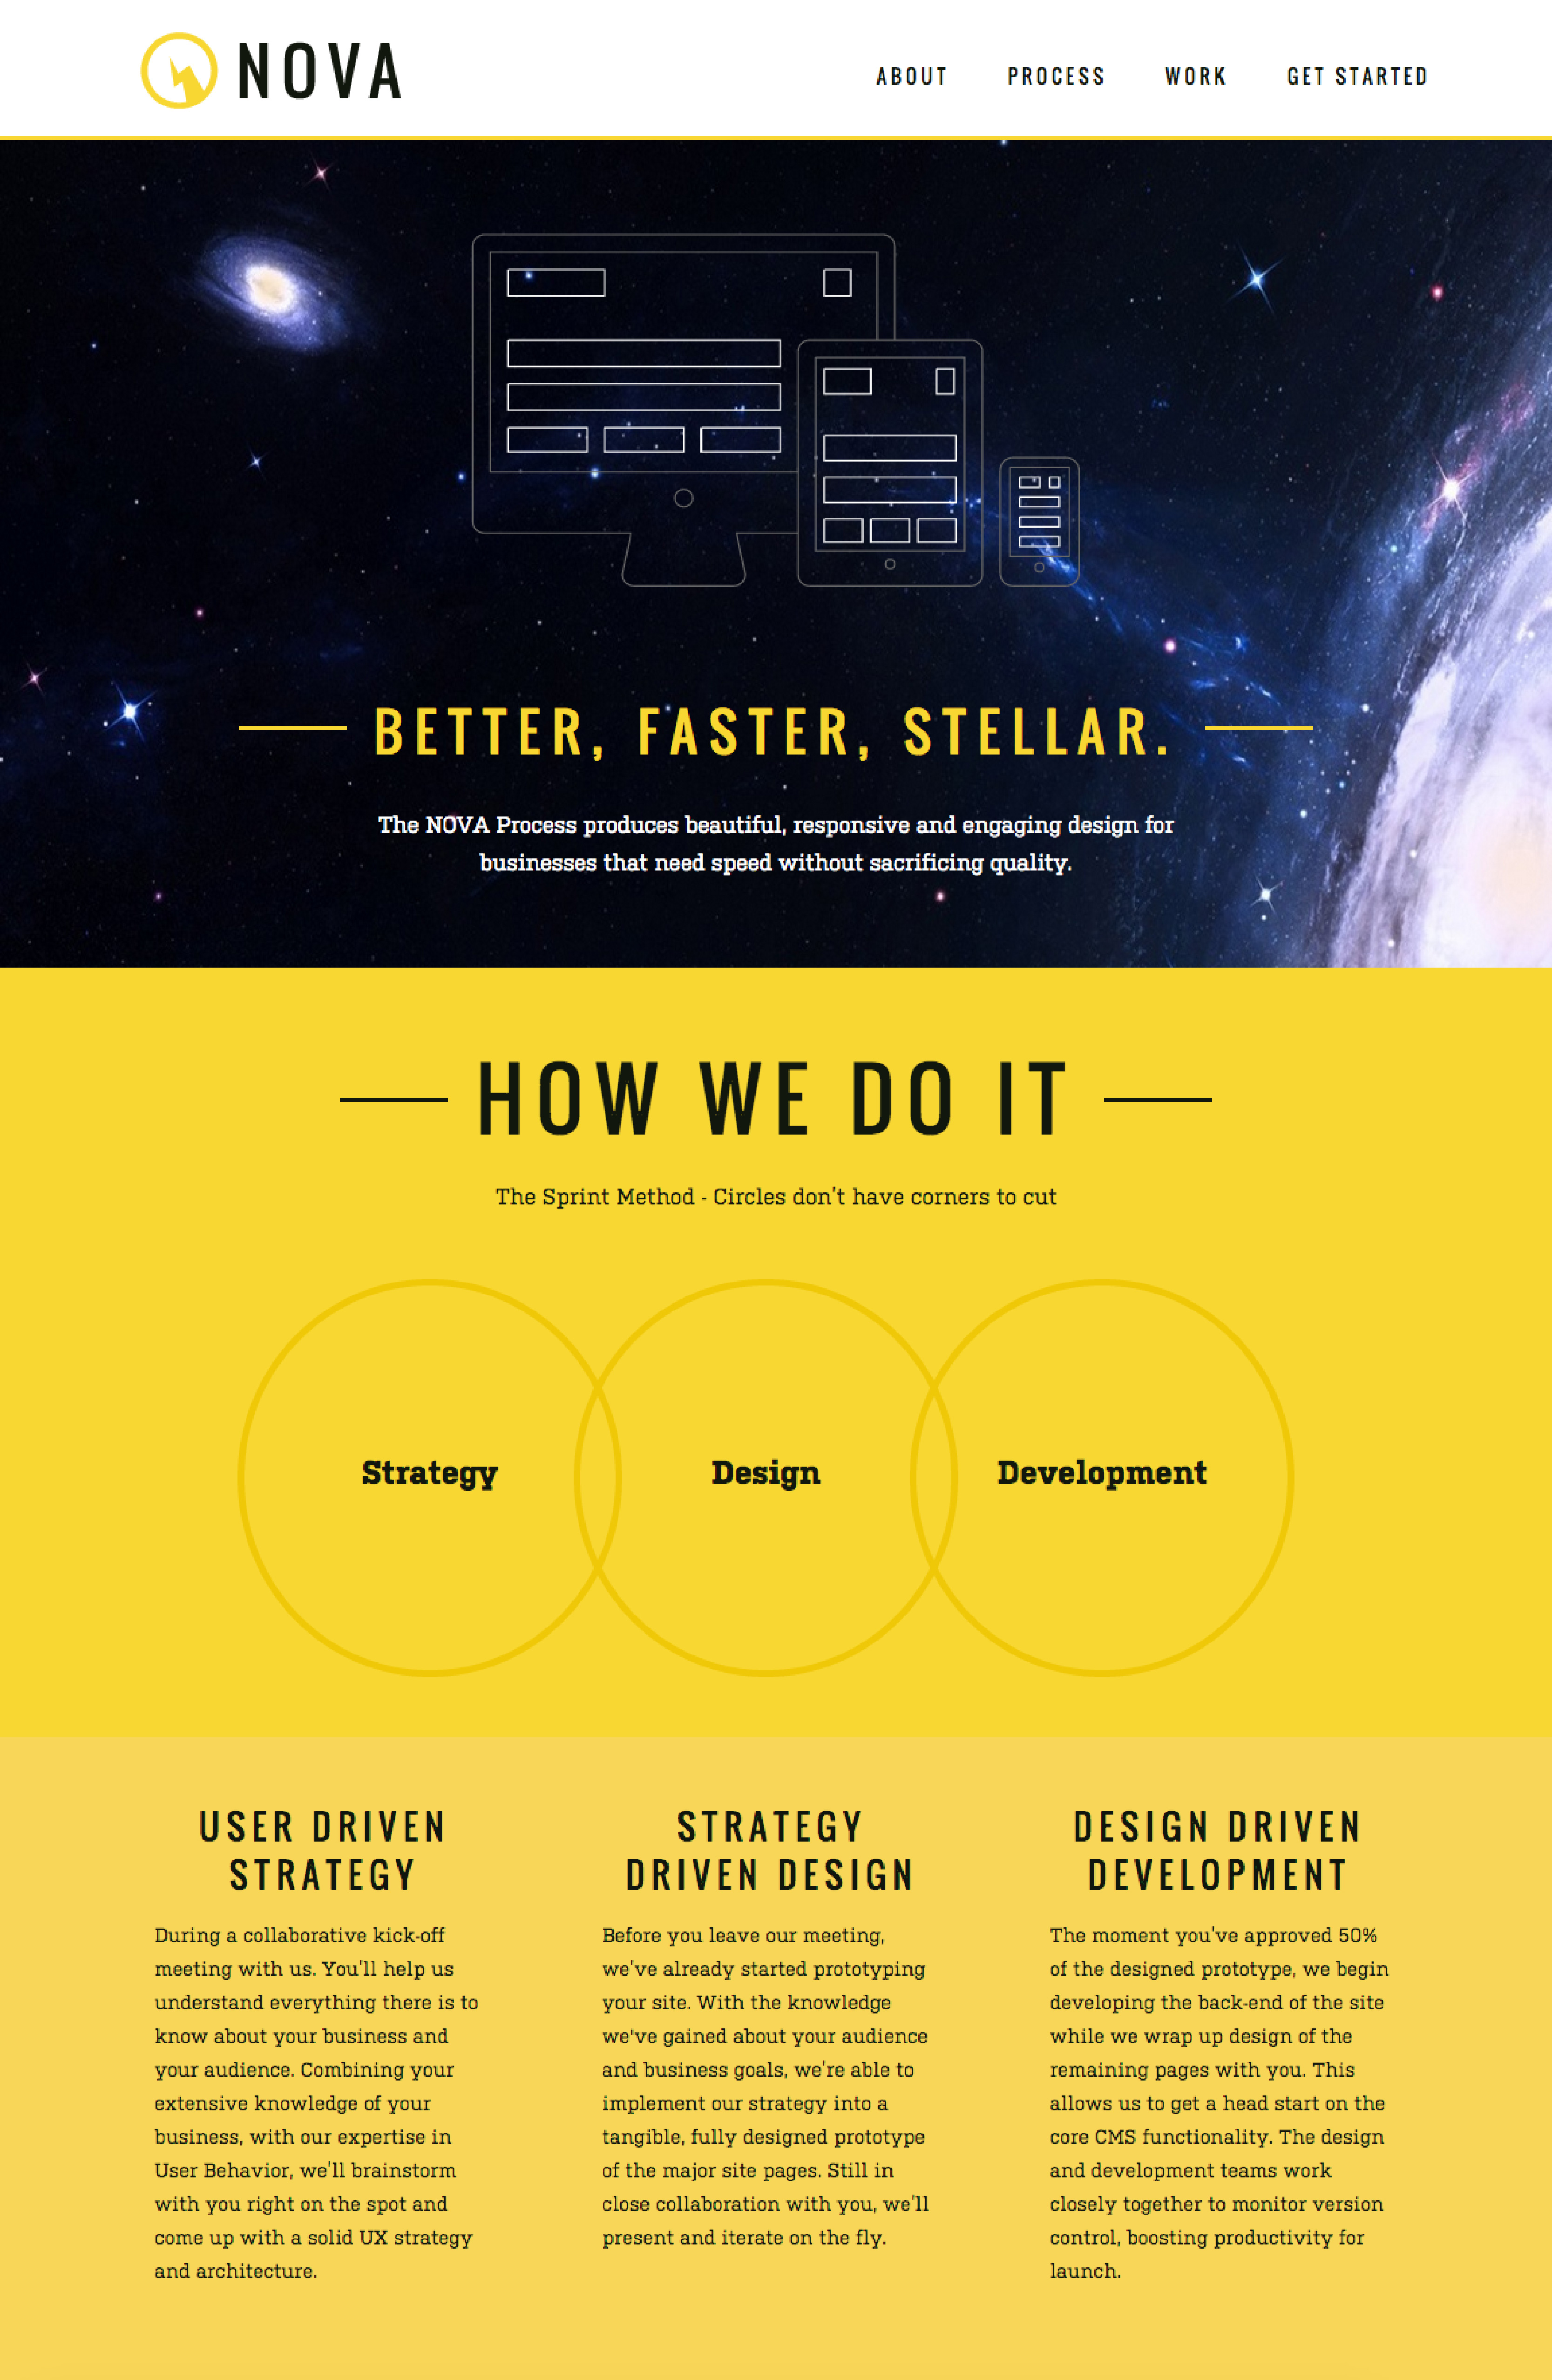 NOVA
ABOUT PROCESS WORK GET STARTED
BETTER, FASTER, STELLAR.
The NOVA Process produces beautiful, responsive and engaging design for
businesses that need speed without sacrificing quality.
HOW WE DO IT
The Sprint Method - Circles don't have corners to cut
Strategy
Design
Development
USER DRIVEN
STRATEGY
During a collaborative kick-off
meeting with us. You'll help us
understand everything there is to
know about your business and
your audience. Combining your
extensive knowledge of your
business, with our expertise in
User Behavior, we'll brainstorm
with you right on the spot and
come up with a solid UX strategy
and architecture.
STRATEGY
DRIVEN DESIGN
Before you leave our meeting,
we've already started prototyping
your site. With the knowledge
we've gained about your audience
and business goals, we're able to
implement our strategy into a
tangible, fully designed prototype
of the major site pages. Still in
close collaboration with you, we'll
present and iterate on the fly.
DESIGN DRIVEN
DEVELOPMENT
The moment you've approved 50%
of the designed prototype, we begin
developing the back-end of the site
while we wrap up design of the
remaining pages with you. This
allows us to get a head start on the
core CMS functionality. The design
and development teams work
closely together to monitor version
control, boosting productivity for
launch.